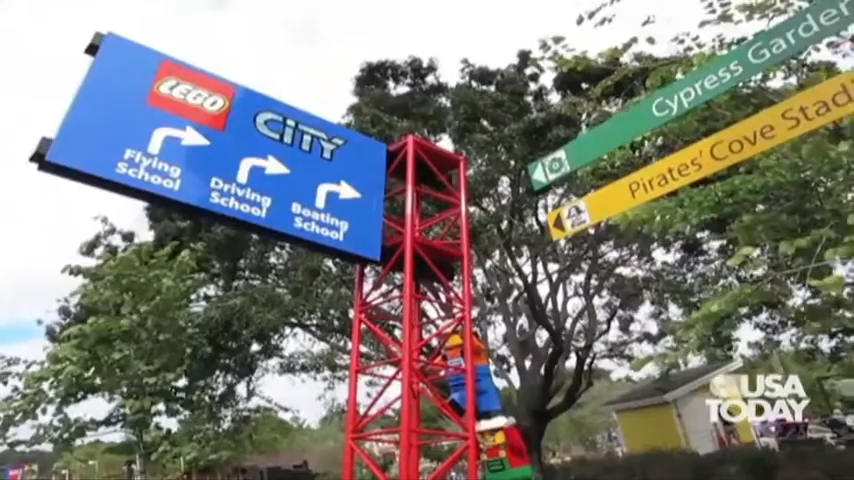 LEGO
CITY
Flying
School
Driving
School
Boating
School
Cypress Garden
Pirates' Cove Stad
USA
TODAY